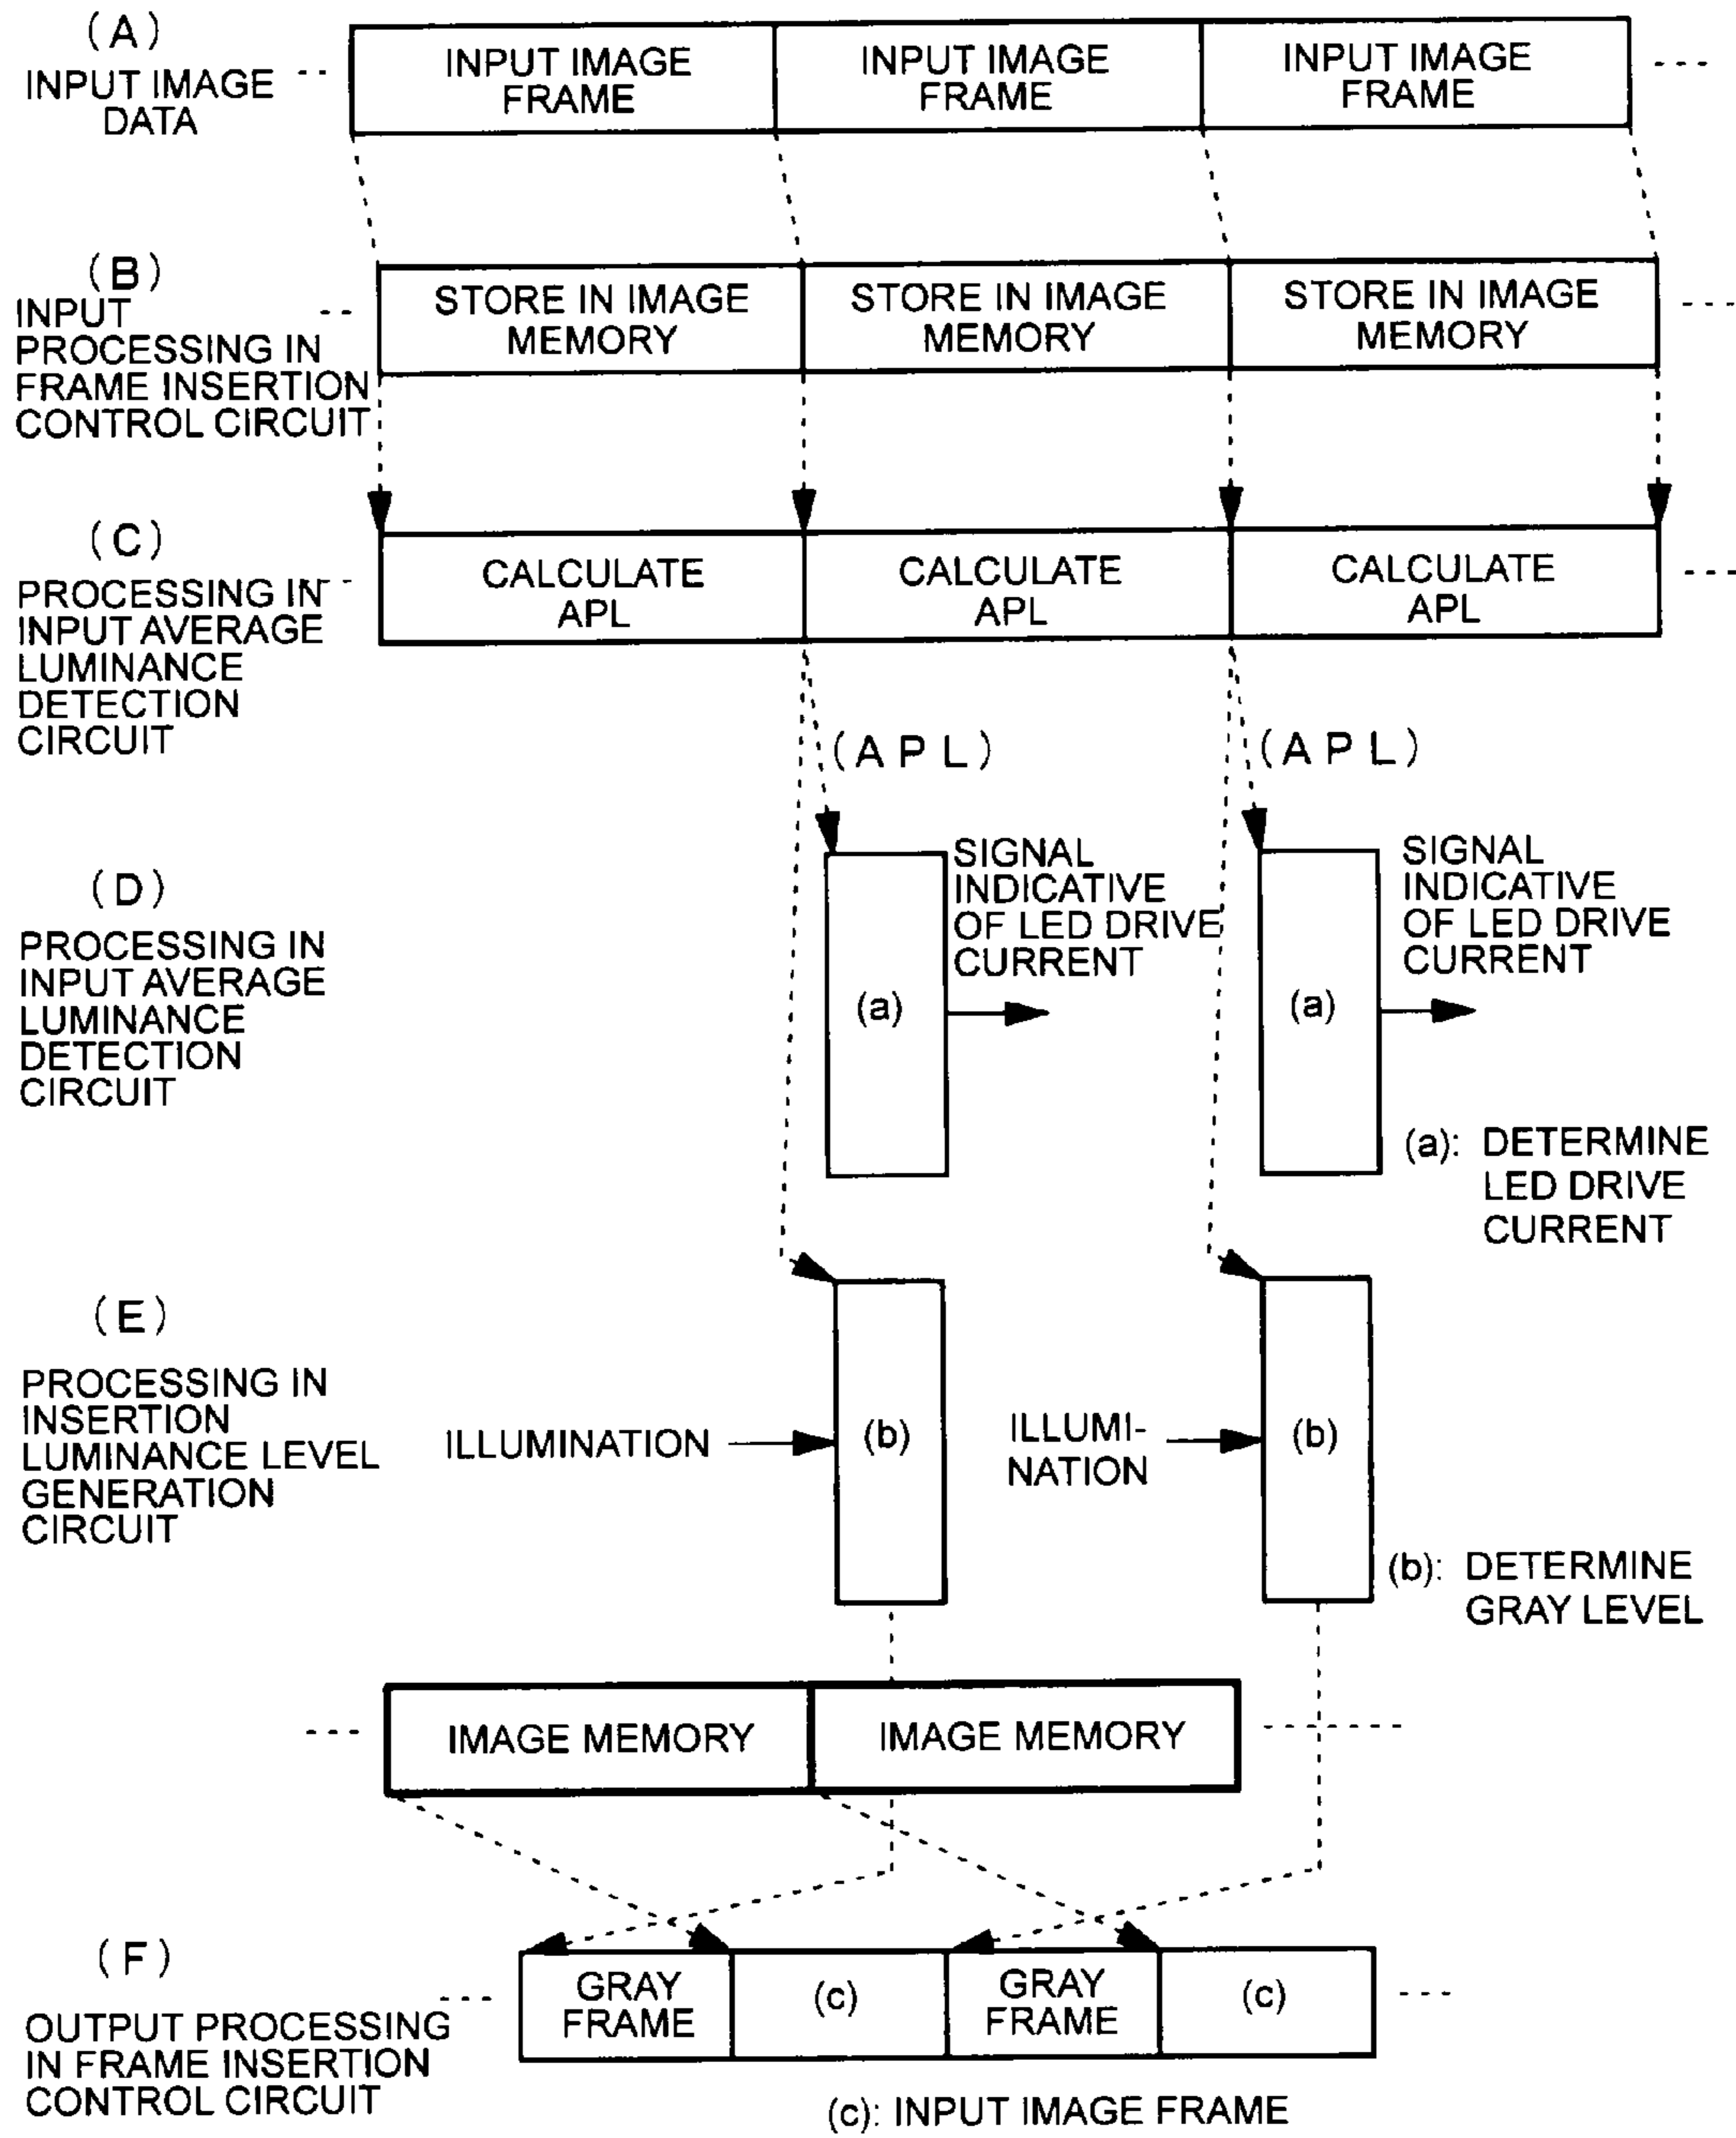 (A)
INPUT IMAGE
DATA
INPUT IMAGE
FRAME
INPUT IMAGE
FRAME
INPUT IMAGE
FRAME
(B)
INPUT
PROCESSING IN
FRAME INSERTION
CONTROL CIRCUIT
STORE IN IMAGE
MEMORY
STORE IN IMAGE
MEMORY
STORE IN IMAGE
MEMORY
(C)
PROCESSING IN
INPUT AVERAGE
LUMINANCE
DETECTION
CIRCUIT
CALCULATE
APL
CALCULATE
APL
CALCULATE
APL
(APL)
(APL)
(D)
PROCESSING IN
INPUT AVERAGE
LUMINANCE
DETECTION
CIRCUIT
(a)
SIGNAL
INDICATIVE
OF LED DRIVE
CURRENT
(a)
SIGNAL
INDICATIVE
OF LED DRIVE
CURRENT
(a): DETERMINE
LED DRIVE
CURRENT
(E)
PROCESSING IN
INSERTION
LUMINANCE LEVEL
GENERATION
CIRCUIT
ILLUMINATION
(b)
ILLUMI-
NATION
(b)
(b): DETERMINE
GRAY LEVEL
IMAGE MEMORY
IMAGE MEMORY
(F)
OUTPUT PROCESSING
IN FRAME INSERTION
CONTROL CIRCUIT
GRAY
FRAME
(c)
GRAY
FRAME
(c)
(c): INPUT IMAGE FRAME